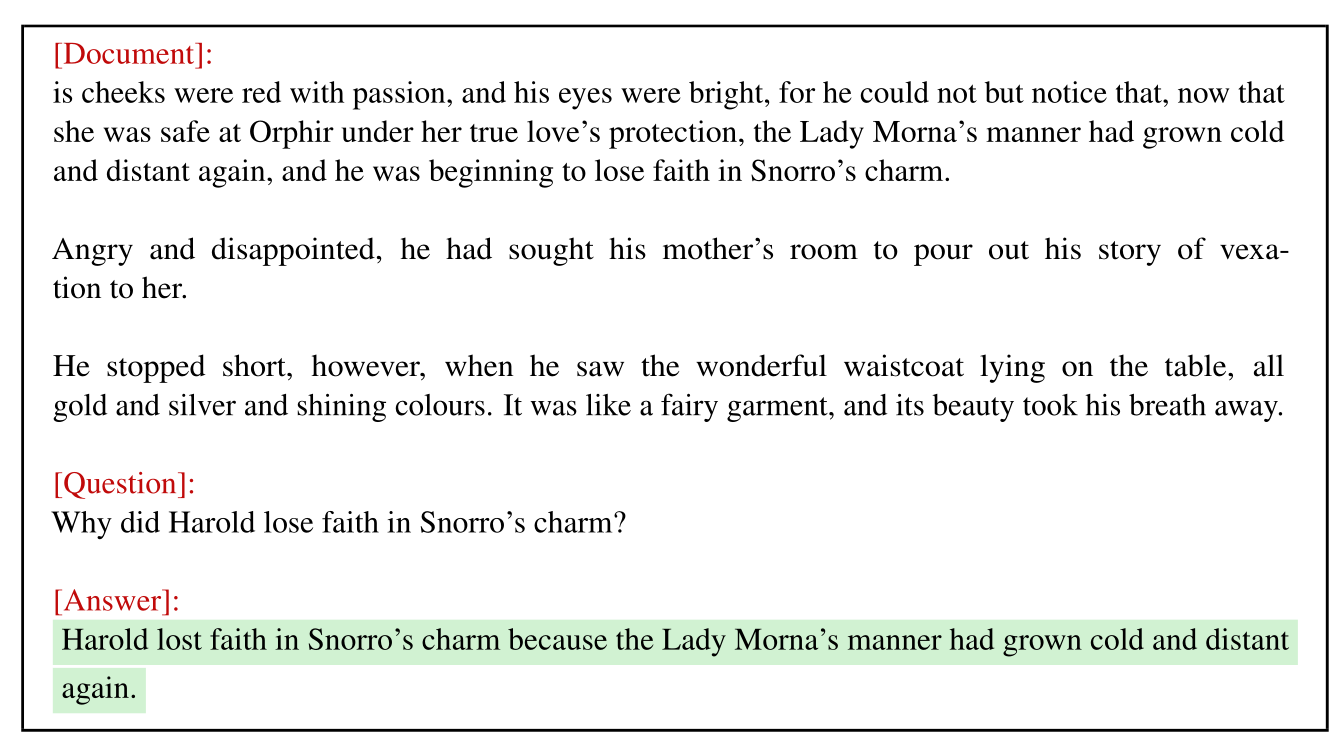 [Document]:
is cheeks were red with passion, and his eyes were bright, for he could not but notice that, now that
she was safe at Orphir under her true love’s protection, the Lady Morna’s manner had grown cold
and distant again, and he was beginning to lose faith in Snorro’s charm.
Angry and disappointed, he had sought his mother’s room to pour out his story of vexa-
tion to her.
He stopped short, however, when he saw the wonderful waistcoat lying on the table, all
gold and silver and shining colours. It was like a fairy garment, and its beauty took his breath away.
[Question]:
Why did Harold lose faith in Snorro’s charm?
[Answer]:
Harold lost faith in Snorro’s charm because the Lady Morna’s manner had grown cold and distant
again.